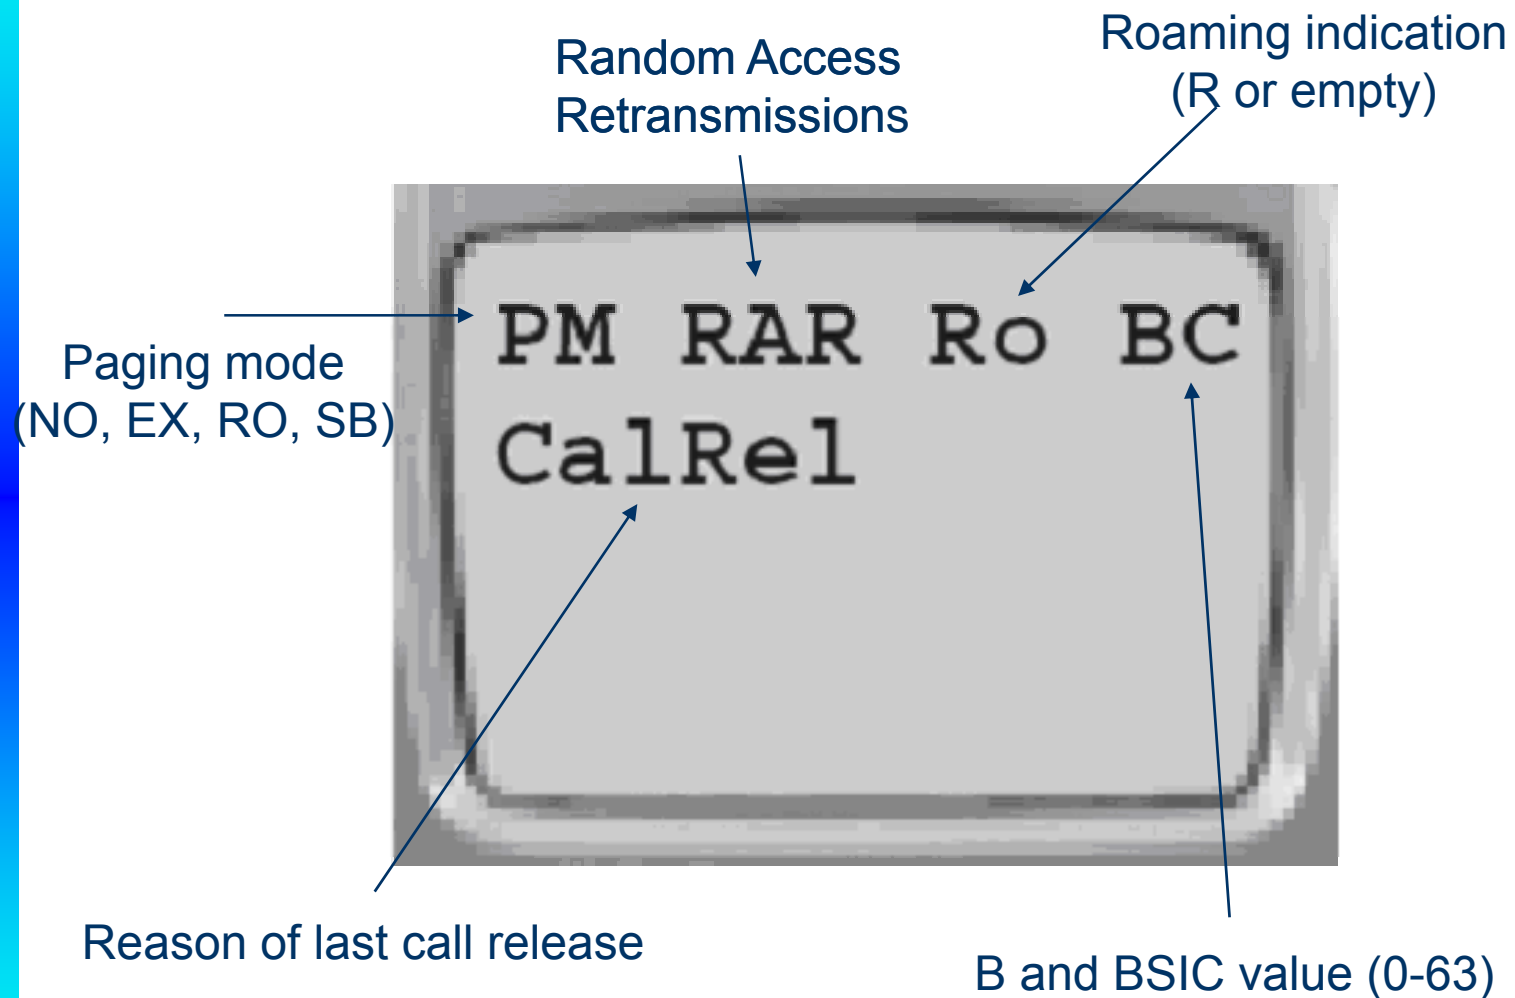 Random Access
Retransmissions
Roaming indication
(R or empty)
PM RAR Ro BC
CalRel
Paging mode
(NO, EX, RO, SB)
Reason of last call release
B and BSIC value (0-63)